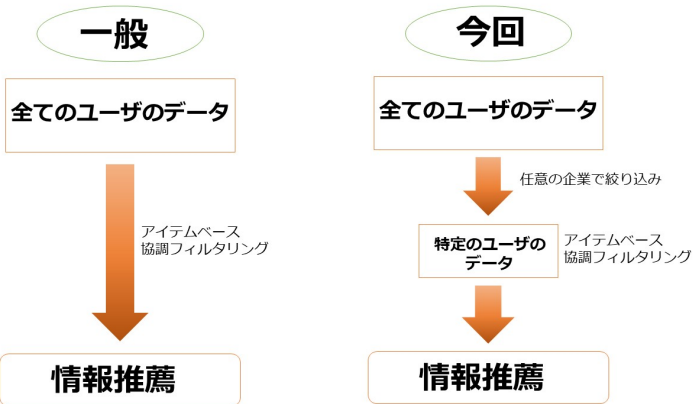 一般
全てのユーザのデータ
アイテムベース
協調フィルタリング
情報推薦
今回
全てのユーザのデータ
任意の企業で絞り込み
特定のユーザの
データ
アイテムベース
協調フィルタリング
情報推薦